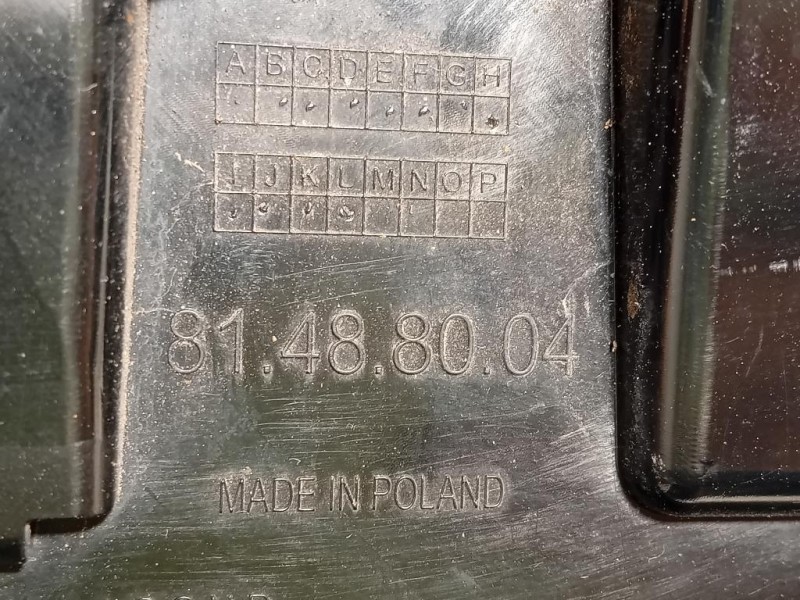 A B C D E F G H
I J K L M N O P
81.48.80.04
MADE IN POLAND